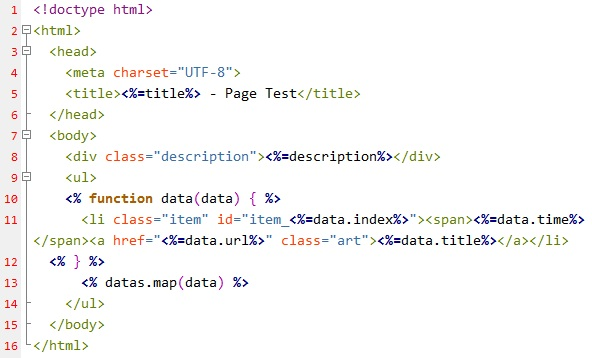 1 <!doctype html>
2 <html>
3 <head>
4 <meta charset="UTF-8">
5 <title><%=title%> - Page Test</title>
6 </head>
7 <body>
8 <div class="description"><%=description%></div>
9 <ul>
10 <% function data(data) { %>
11 <li class="item" id="item_<%=data.index%>"><span><%=data.time%>
</span><a href="<%=data.url%>" class="art"><%=data.title%></a></li>
12 <% } %>
13 <% datas.map(data) %>
14 </ul>
15 </body>
16 </html>